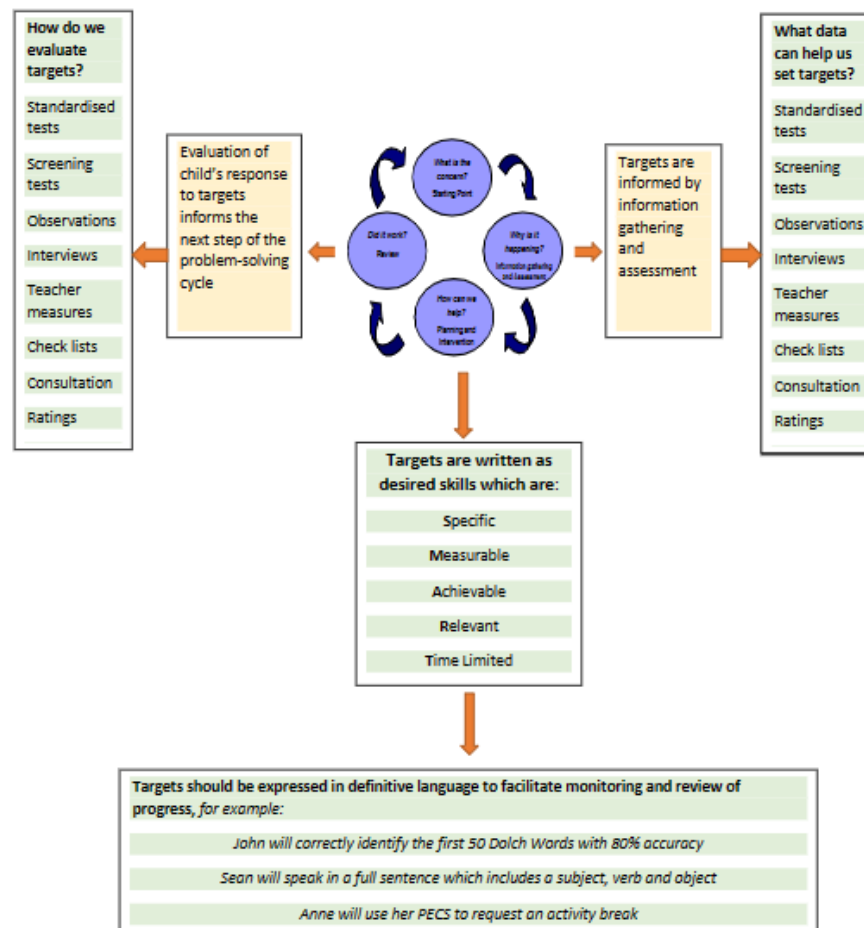 How do we
evaluate
targets?
Standardised
tests
Screening
tests
Observations
Interviews
Teacher
measures
Check lists
Consultation
Ratings
Evaluation of
child's response
to targets
informs the
next step of the
problem-solving
cycle
What is the
concern?
Starting Point
Did it work?
Review
Why is it
happening?
Information gathering
and Assessment
How can we
help?
Planning and
Intervention
Targets are
informed by
information
gathering
and
assessment
What data
can help us
set targets?
Standardised
tests
Screening
tests
Observations
Interviews
Teacher
measures
Check lists
Consultation
Ratings
Targets are written as
desired skills which are:
Specific
Measurable
Achievable
Relevant
Time Limited
Targets should be expressed in definitive language to facilitate monitoring and review of
progress, for example:
John will correctly identify the first 50 Dolch Words with 80% accuracy
Sean will speak in a full sentence which includes a subject, verb and object
Anne will use her PECS to request an activity break